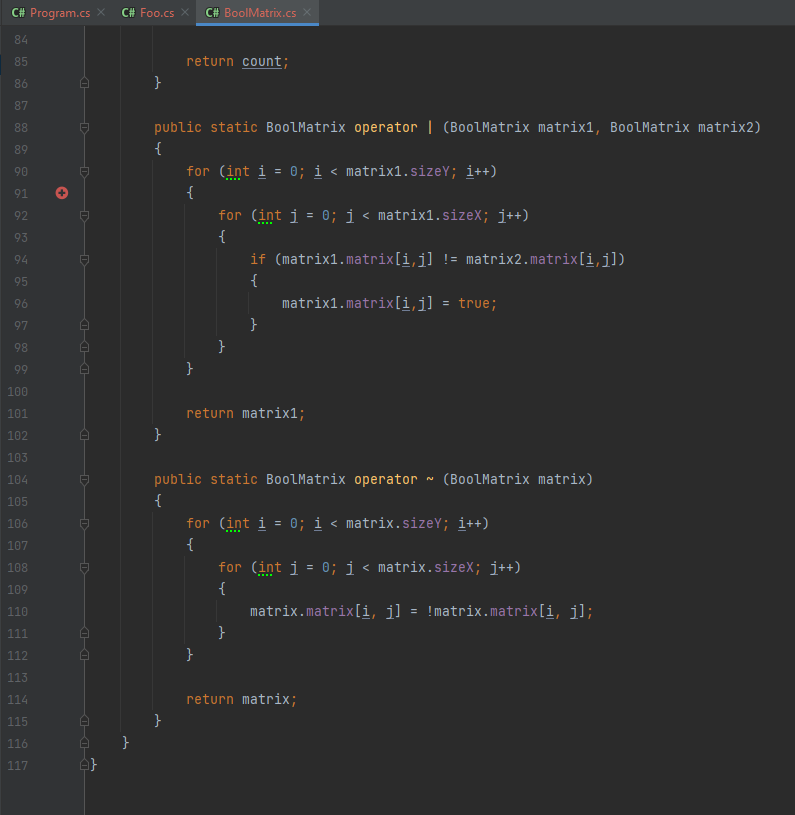 C# Program.cs × C# Foo.cs × C# BoolMatrix.cs ×
84
85 return count;
86 }
87
88 public static BoolMatrix operator | (BoolMatrix matrix1, BoolMatrix matrix2)
89 {
90 for (int i = 0; i < matrix1.sizeY; i++)
91 {
92 for (int j = 0; j < matrix1.sizeX; j++)
93 {
94 if (matrix1.matrix[i,j] != matrix2.matrix[i,j])
95 {
96 matrix1.matrix[i,j] = true;
97 }
98 }
99 }
100
101 return matrix1;
102 }
103
104 public static BoolMatrix operator ~ (BoolMatrix matrix)
105 {
106 for (int i = 0; i < matrix.sizeY; i++)
107 {
108 for (int j = 0; j < matrix.sizeX; j++)
109 {
110 matrix.matrix[i, j] = !matrix.matrix[i, j];
111 }
112 }
113
114 return matrix;
115 }
116 }
117 }